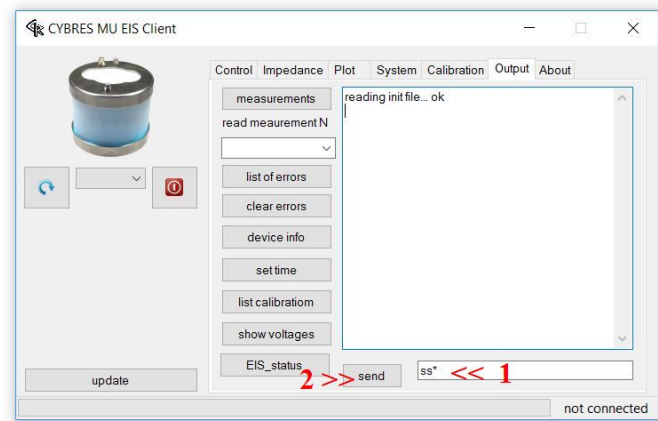 CYBRES MU EIS Client
Control Impedance Plot System Calibration Output About
measurements
read meaurement N
list of errors
clear errors
device info
set time
list calibratiom
show voltages
EIS_status
reading init file... ok
update
2 >> send
ss* << 1
not connected